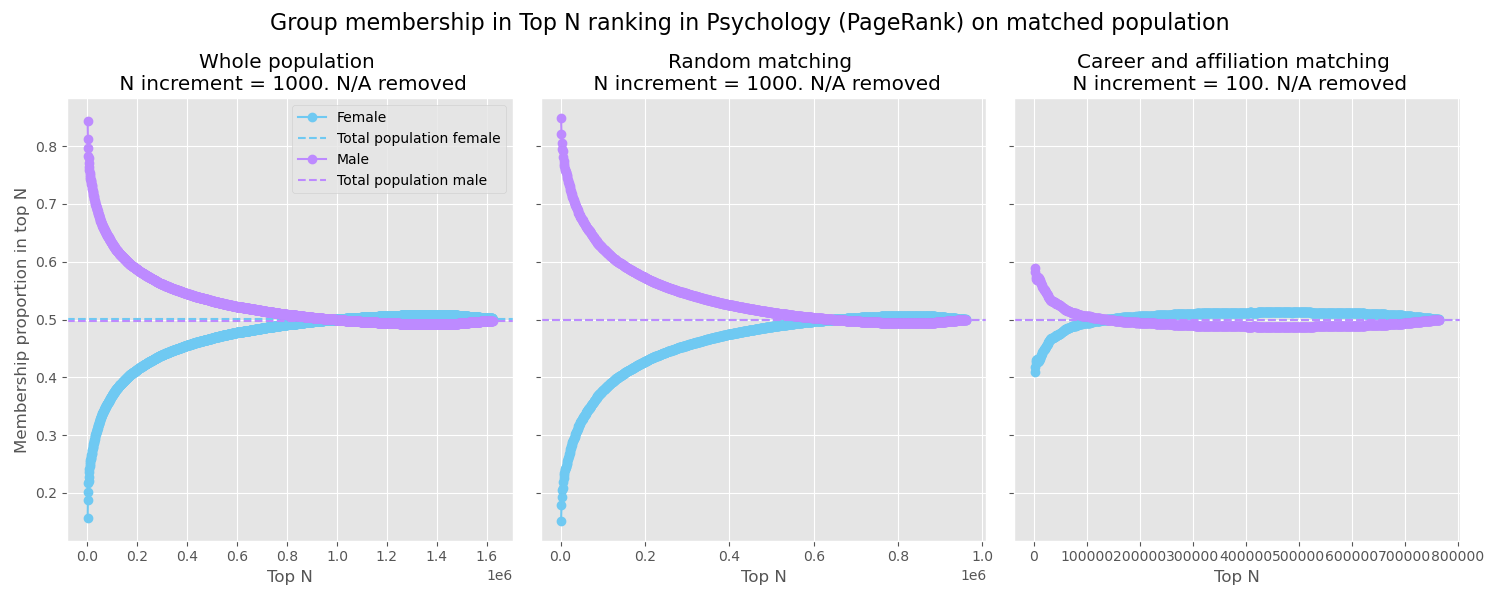 Group membership in Top N ranking in Psychology (PageRank) on matched population
Whole population
N increment = 1000. N/A removed
Random matching
N increment = 1000. N/A removed
Career and affiliation matching
N increment = 100. N/A removed
Female
Total population female
Male
Total population male
Membership proportion in top N
0.8
0.7
0.6
0.5
0.4
0.3
0.2
0.0 0.2 0.4 0.6 0.8 1.0 1.2 1.4 1.6
1e6
Top N
0.0 0.2 0.4 0.6 0.8 1.0
1e6
Top N
0 100000 200000 300000 400000 500000 600000 700000 800000
Top N